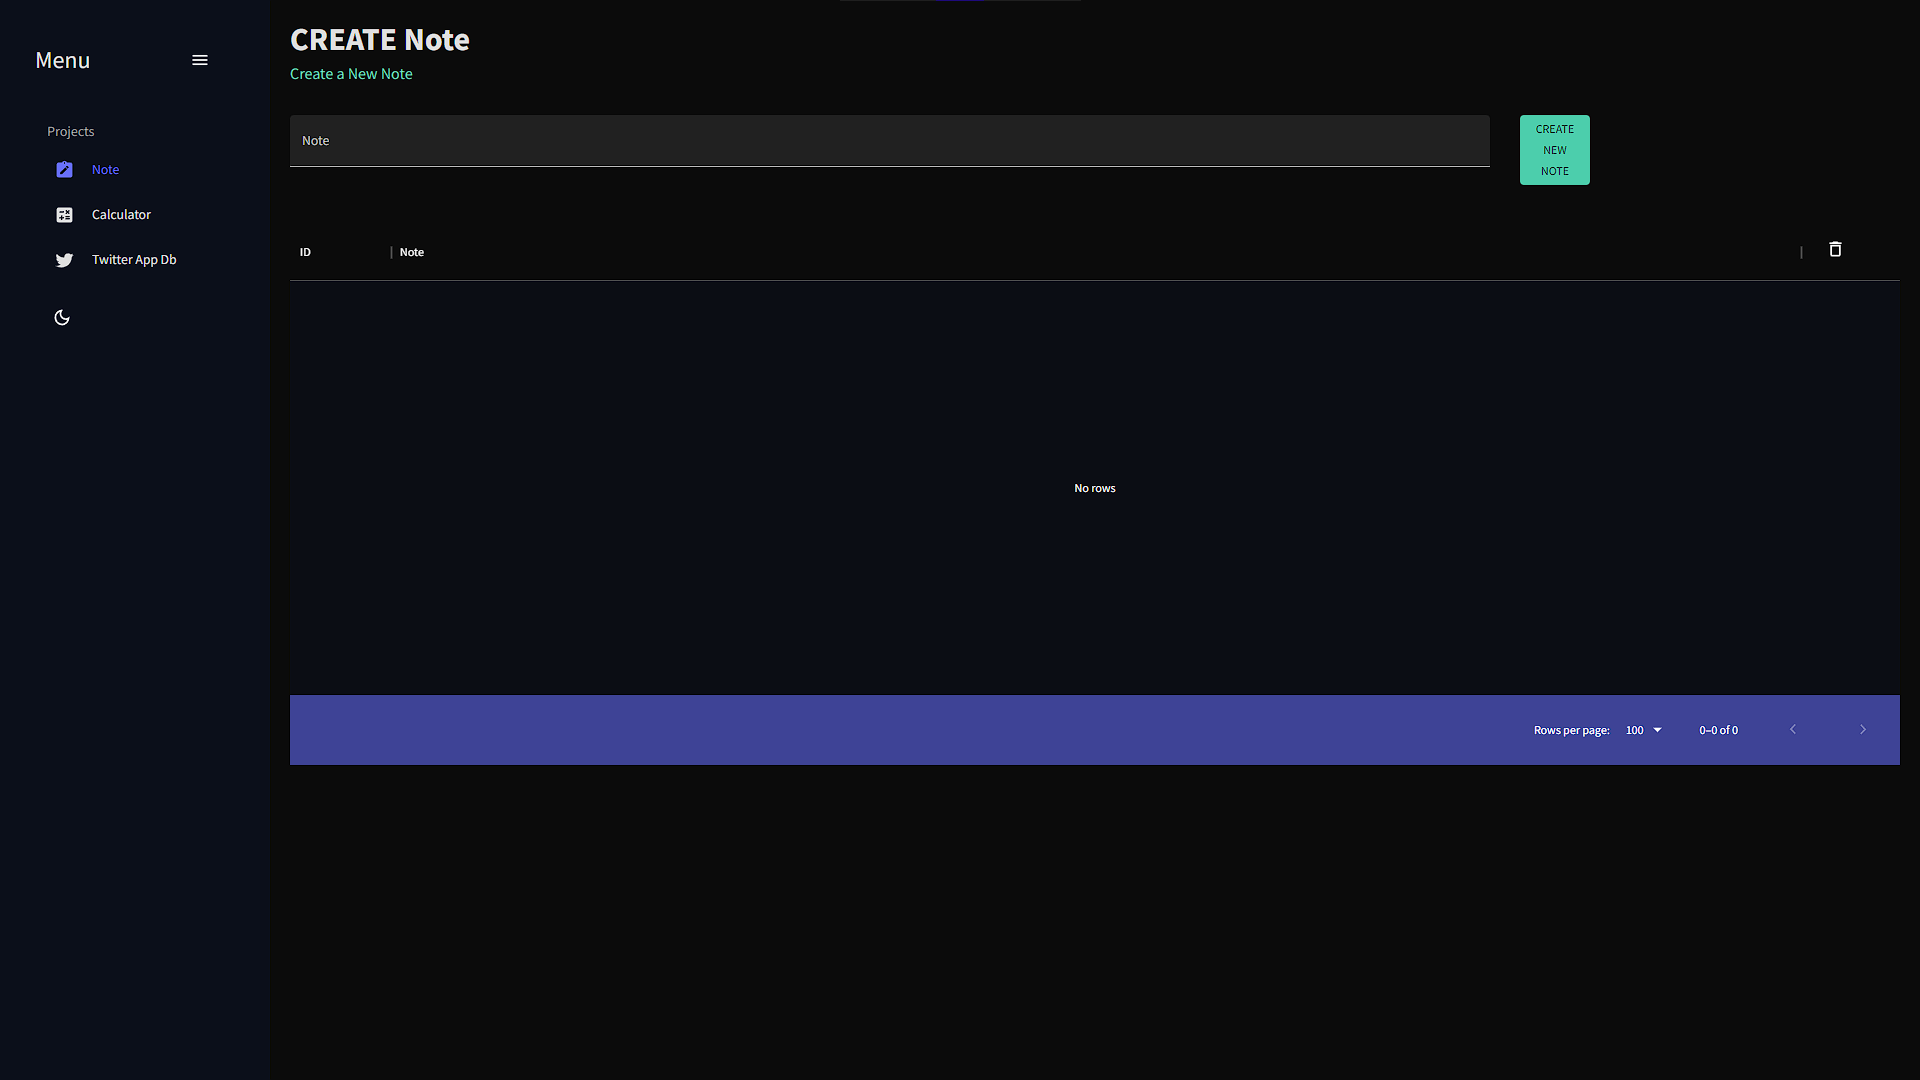 Menu
Projects
Note
Calculator
Twitter App Db
CREATE Note
Create a New Note
Note
CREATE
NEW
NOTE
ID | Note |
No rows
Rows per page: 100 0–0 of 0